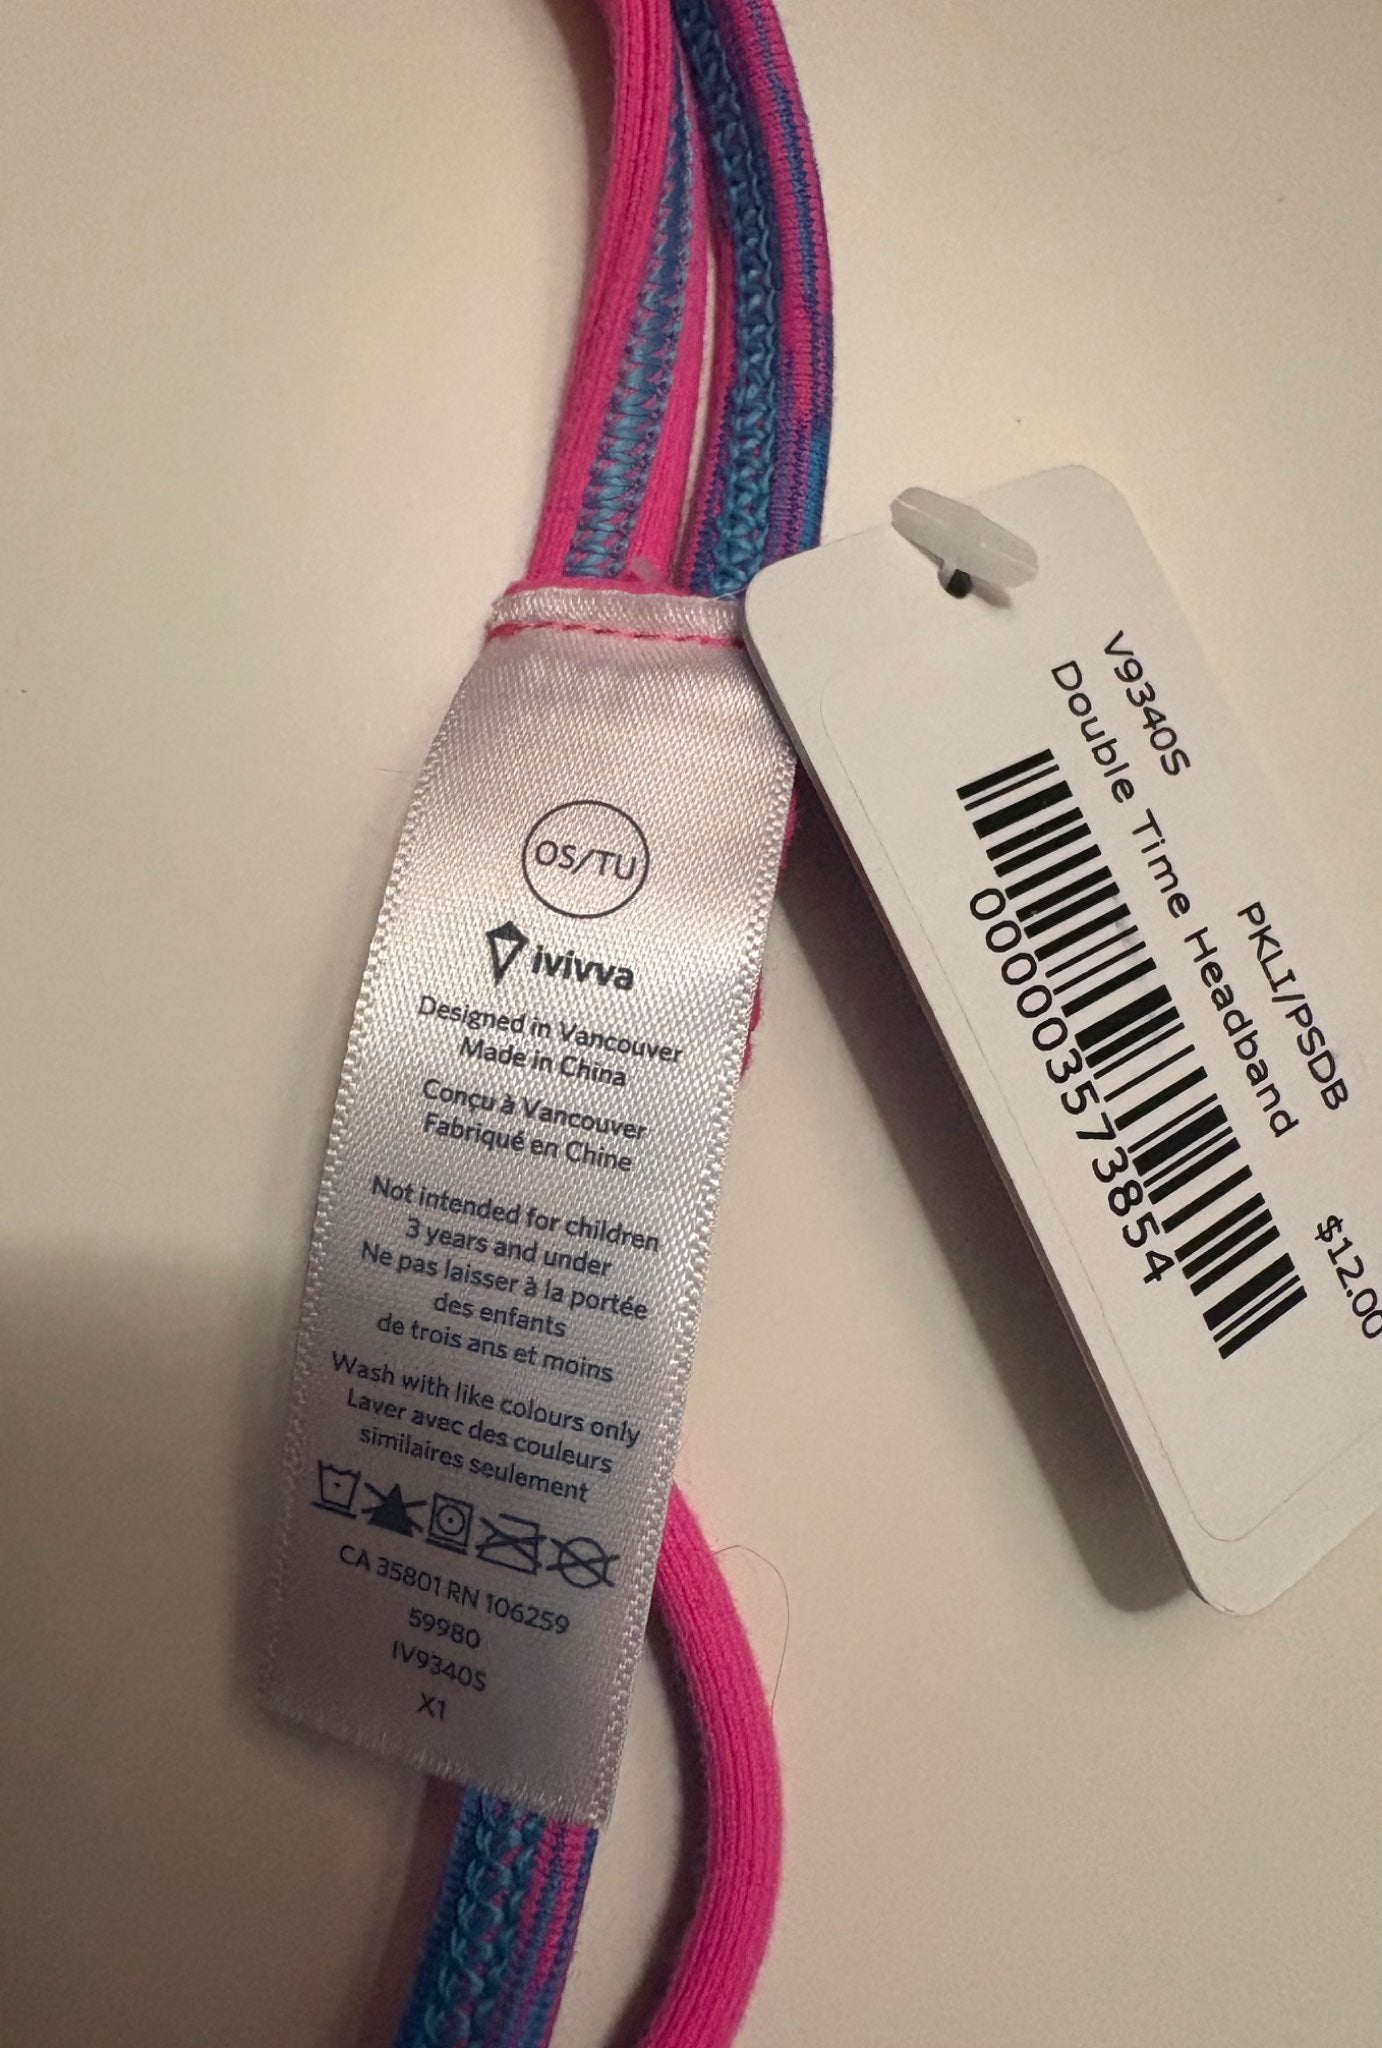 OS/TU
ivivva
Designed in Vancouver
Made in China
Conçu à Vancouver
Fabriqué en Chine
Not intended for children
3 years and under
Ne pas laisser à la portée
des enfants
de trois ans et moins
Wash with like colours only
Laver avec des couleurs
similaires seulement
CA 35801 RN 106259
59980
IV9340S
X1
V9340S
PKLI/PSDB
$12.00
Double Time Headband
000003573854